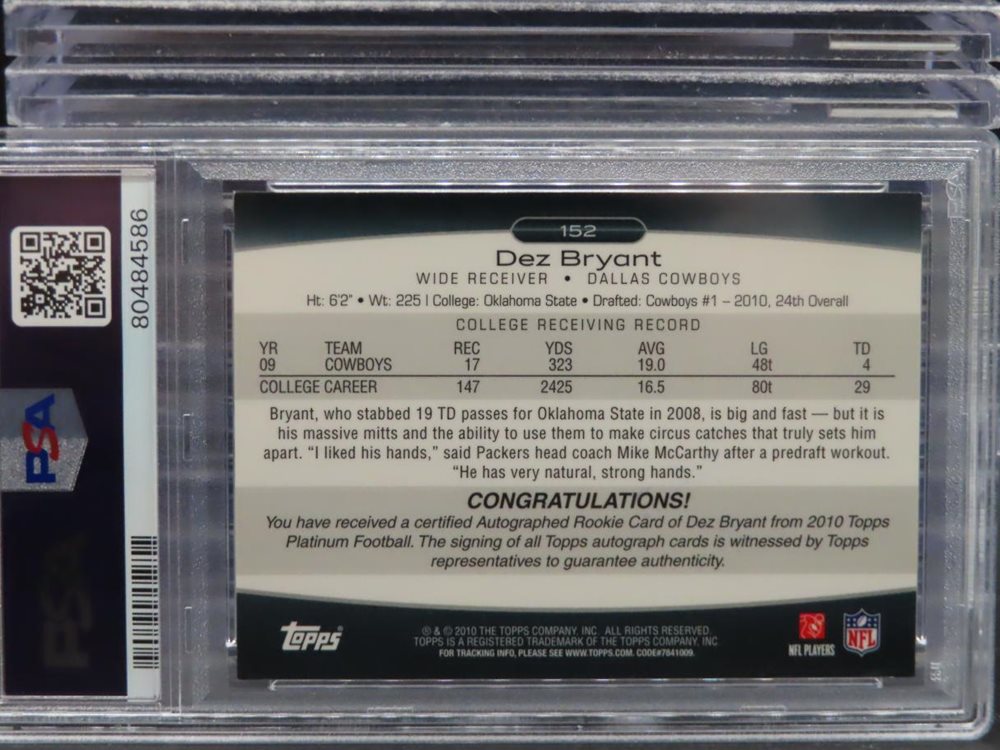 80484586
PSA
PSA
152
Dez Bryant
WIDE RECEIVER • DALLAS COWBOYS
Ht: 6'2" • Wt: 225 | College: Oklahoma State • Drafted: Cowboys #1 – 2010, 24th Overall
COLLEGE RECEIVING RECORD
YR TEAM REC YDS AVG LG TD
09 COWBOYS 17 323 19.0 48t 4
COLLEGE CAREER 147 2425 16.5 80t 29
Bryant, who stabbed 19 TD passes for Oklahoma State in 2008, is big and fast — but it is
his massive mitts and the ability to use them to make circus catches that truly sets him
apart. “I liked his hands,” said Packers head coach Mike McCarthy after a predraft workout.
“He has very natural, strong hands.”
CONGRATULATIONS!
You have received a certified Autographed Rookie Card of Dez Bryant from 2010 Topps
Platinum Football. The signing of all Topps autograph cards is witnessed by Topps
representatives to guarantee authenticity.
Topps
® & © 2010 THE TOPPS COMPANY, INC. ALL RIGHTS RESERVED.
TOPPS IS A REGISTERED TRADEMARK OF THE TOPPS COMPANY, INC.
FOR TRACKING INFO, PLEASE SEE WWW.TOPPS.COM. CODE#7841009.
NFL PLAYERS
NFL